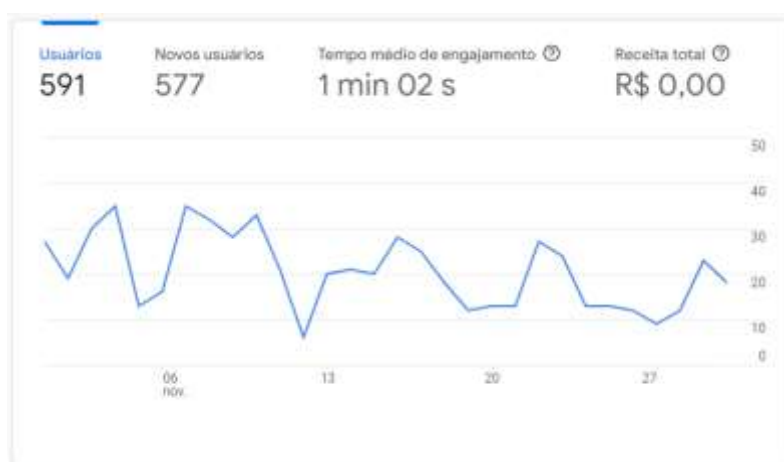 Usuários Novos usuários Tempo médio de engajamento Receita total
591 577 1 min 02 s R$ 0,00
50
40
30
20
10
0
06 13 20 27
nov.